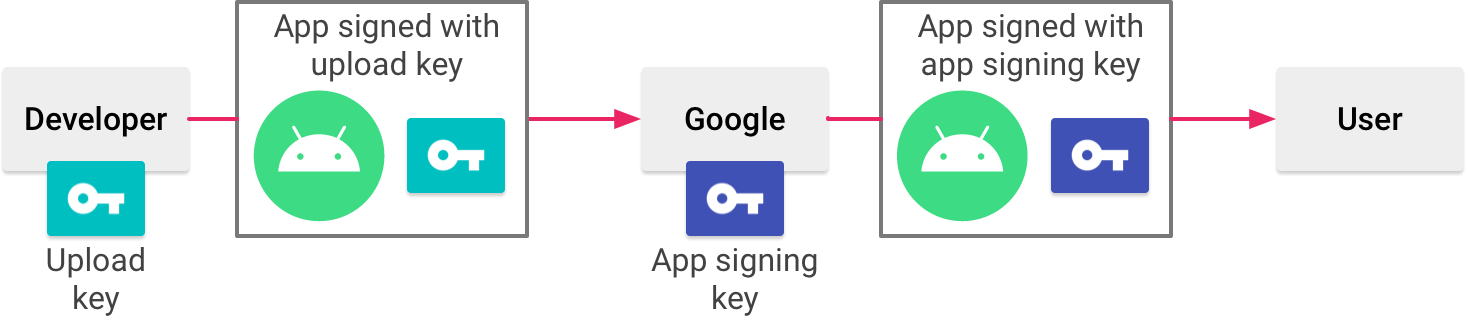 App signed with
upload key
App signed with
app signing key
Developer
Google
User
Upload
key
App signing
key